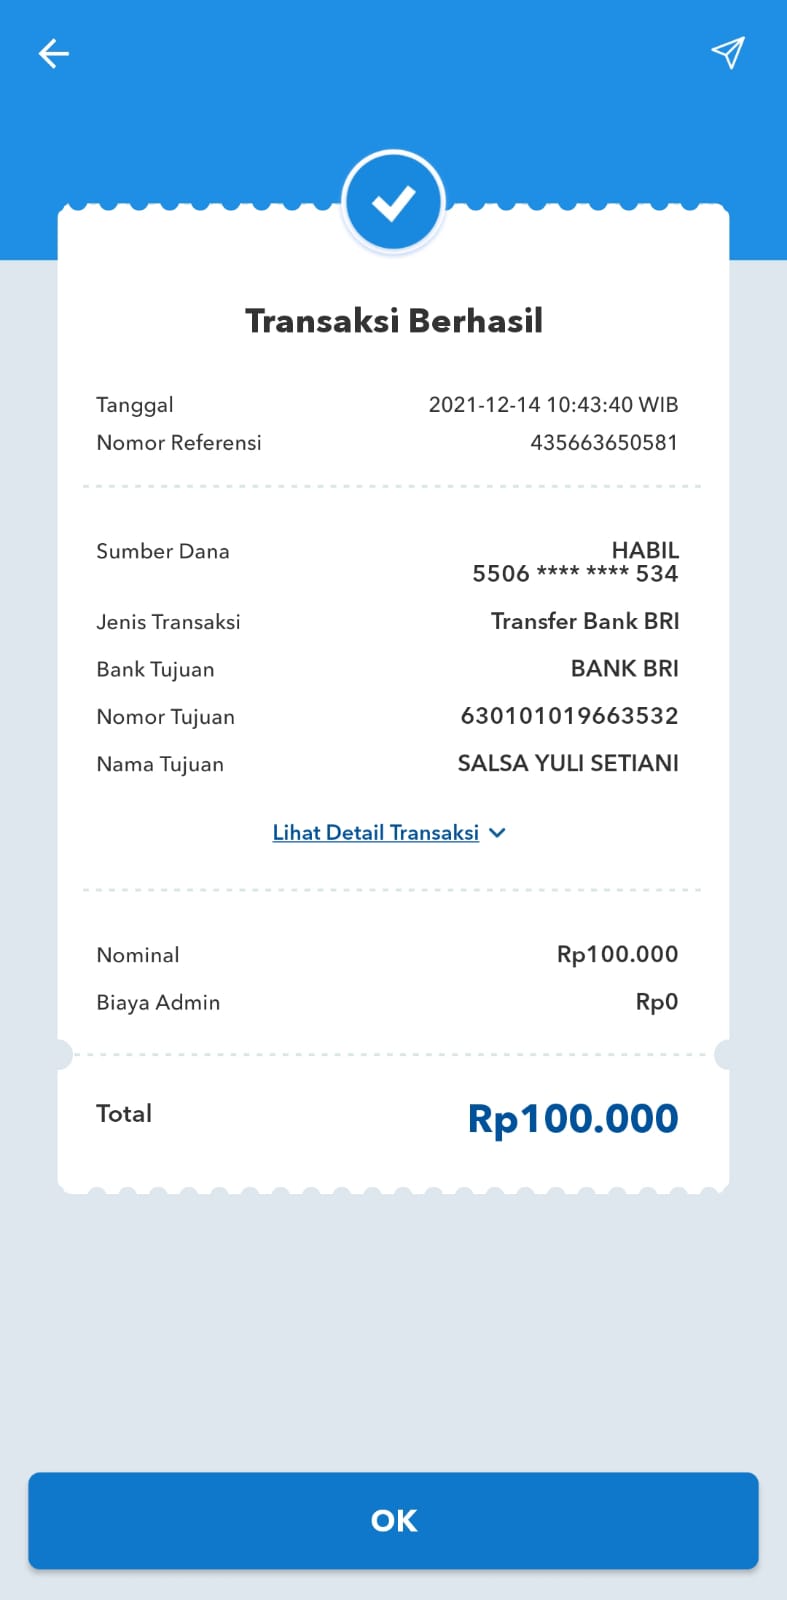 Transaksi Berhasil
Tanggal 2021-12-14 10:43:40 WIB
Nomor Referensi 435663650581
Sumber Dana HABIL
5506 **** **** 534
Jenis Transaksi Transfer Bank BRI
Bank Tujuan BANK BRI
Nomor Tujuan 630101019663532
Nama Tujuan SALSA YULI SETIANI
Lihat Detail Transaksi
Nominal Rp100.000
Biaya Admin Rp0
Total Rp100.000
OK